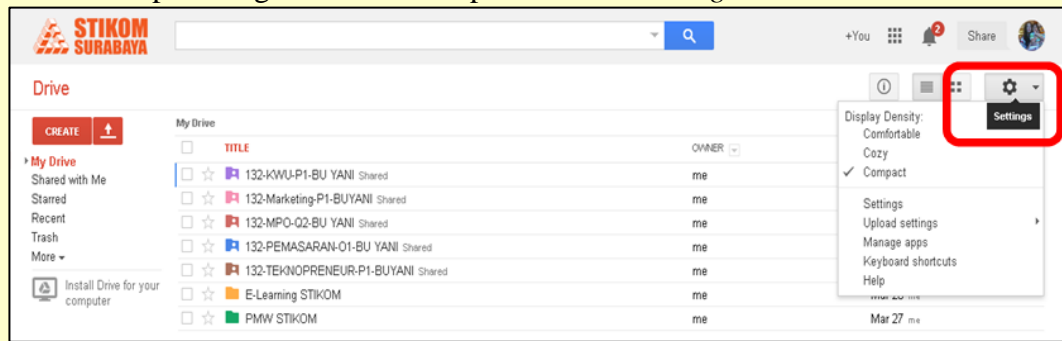 STIKOM
SURABAYA
+You
2
Share
Drive
Settings
CREATE
My Drive
Shared with Me
Starred
Recent
Trash
More
Install Drive for your
computer
My Drive
TITLE OWNER
132-KWU-P1-BU YANI Shared me
132-Marketing-P1-BUYANI Shared me
132-MPO-Q2-BU YANI Shared me
132-PEMASARAN-O1-BU YANI Shared me
132-TEKNOPRENEUR-P1-BUYANI Shared me
E-Learning STIKOM me
PMW STIKOM me Mar 27 me
Display Density:
Comfortable
Cozy
✓ Compact
Settings
Upload settings
Manage apps
Keyboard shortcuts
Help